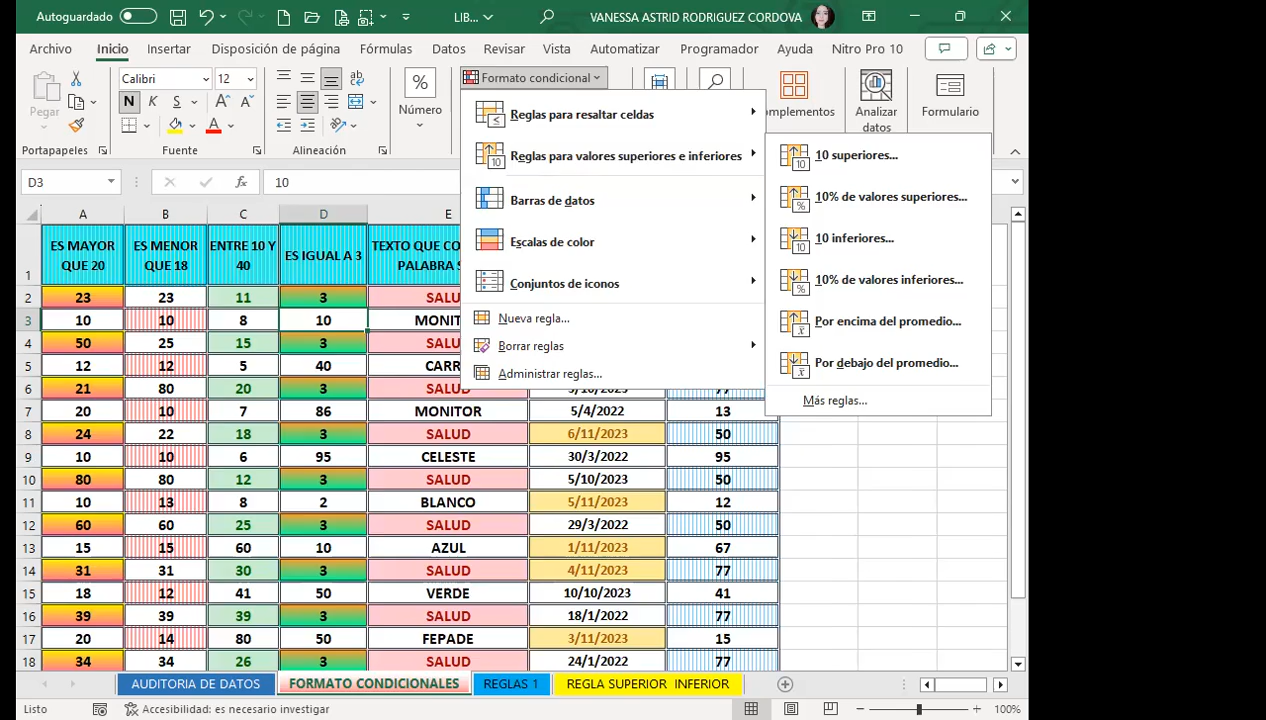 Autoguardado LIB... VANESSA ASTRID RODRIGUEZ CORDOVA
Archivo Inicio Insertar Disposición de página Fórmulas Datos Revisar Vista Automatizar Programador Ayuda Nitro Pro 10
Pegar
Calibri 12
N K S
Portapapeles Fuente Alineación
% Número
Formato condicional
omplementos
Analizar datos
Formulario
D3 fx 10
Reglas para resaltar celdas
Reglas para valores superiores e inferiores
Barras de datos
Escalas de color
Conjuntos de iconos
Nueva regla...
Borrar reglas
Administrar reglas...
10 superiores...
10% de valores superiores...
10 inferiores...
10% de valores inferiores...
Por encima del promedio...
Por debajo del promedio...
Más reglas...
A B C D E
1 ES MAYOR QUE 20 ES MENOR QUE 18 ENTRE 10 Y 40 ES IGUAL A 3 TEXTO QUE CO PALABRA S
2 23 23 11 3 SALU
3 10 10 8 10 MONIT
4 50 25 15 3 SALU
5 12 12 5 40 CARR
6 21 80 20 3 SALU
7 20 10 7 86 MONITOR 5/4/2022 13
8 24 22 18 3 SALUD 6/11/2023 50
9 10 10 6 95 CELESTE 30/3/2022 95
10 80 80 12 3 SALUD 5/10/2023 50
11 10 13 8 2 BLANCO 5/11/2023 12
12 60 60 25 3 SALUD 29/3/2022 50
13 15 15 60 10 AZUL 1/11/2023 67
14 31 31 30 3 SALUD 4/11/2023 77
15 18 12 41 50 VERDE 10/10/2023 41
16 39 39 39 3 SALUD 18/1/2022 77
17 20 14 80 50 FEPADE 3/11/2023 15
18 34 34 26 3 SALUD 24/1/2022 77
AUDITORIA DE DATOS FORMATO CONDICIONALES REGLAS 1 REGLA SUPERIOR INFERIOR
Listo Accesibilidad: es necesario investigar 100%